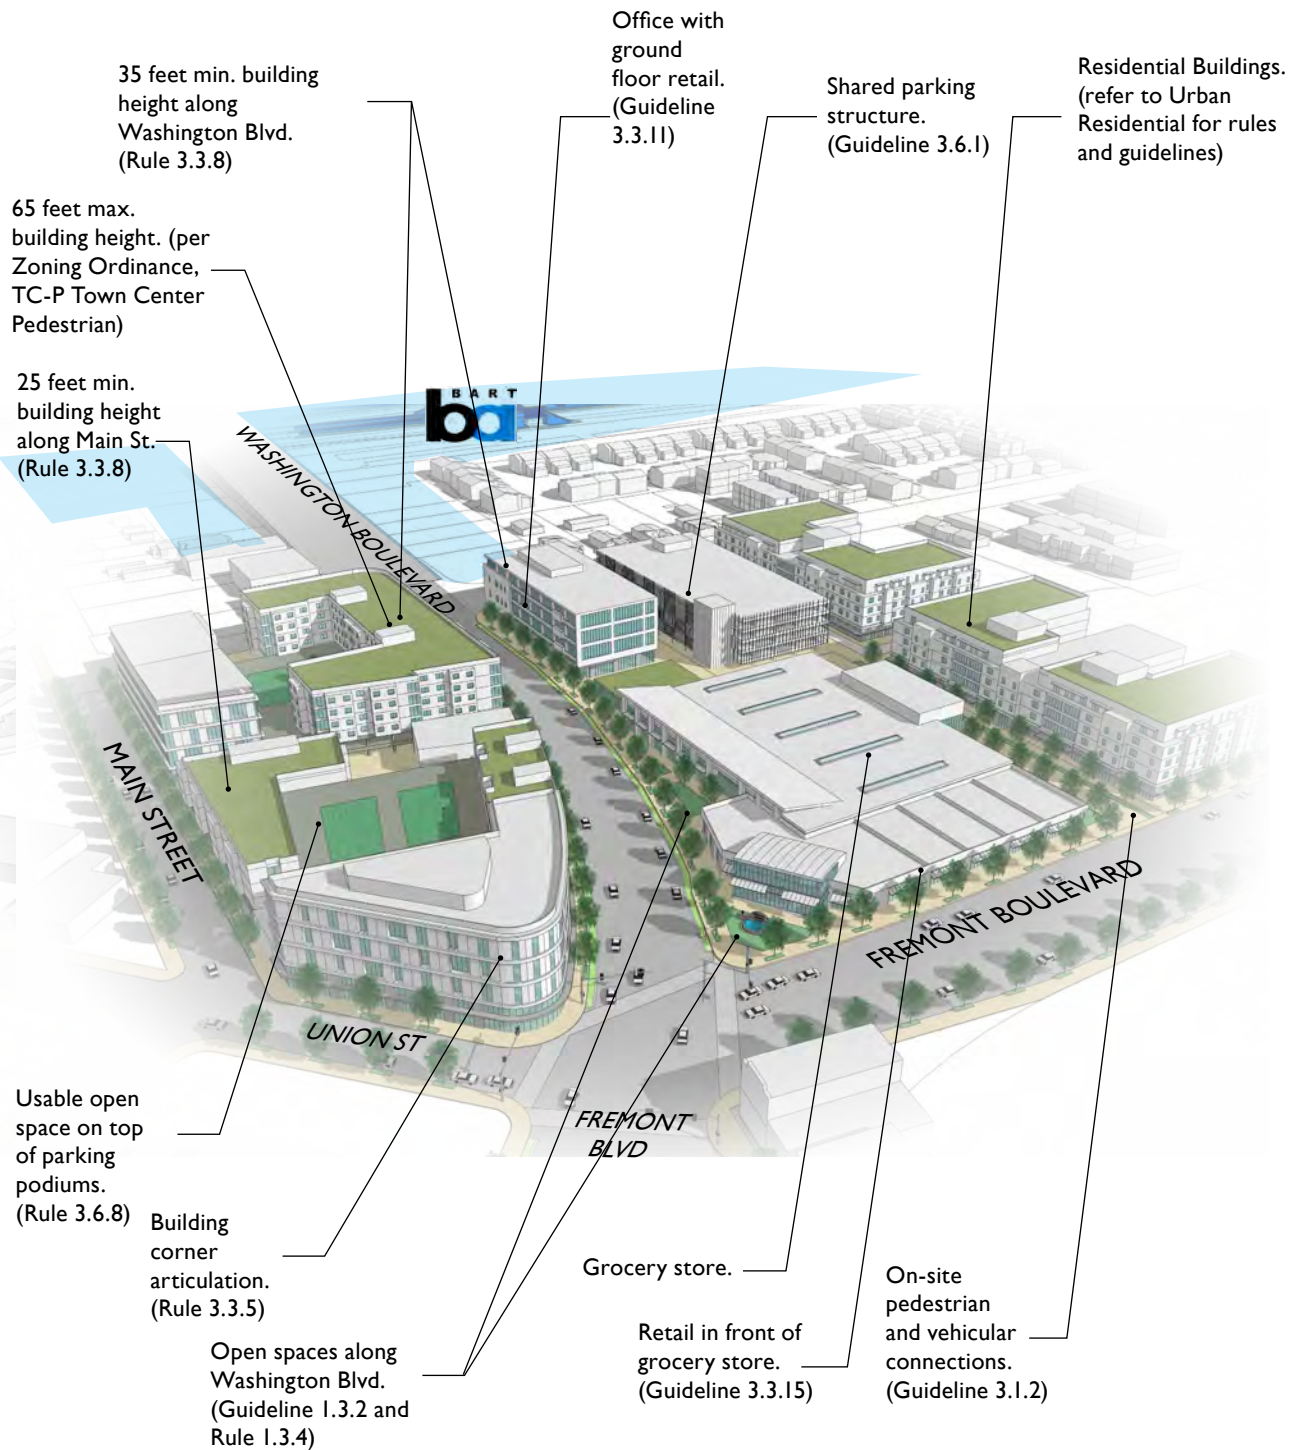 Office with
ground
floor retail.
(Guideline
3.3.11)
35 feet min. building
height along
Washington Blvd.
(Rule 3.3.8)
Shared parking
structure.
(Guideline 3.6.1)
Residential Buildings.
(refer to Urban
Residential for rules
and guidelines)
65 feet max.
building height. (per
Zoning Ordinance,
TC-P Town Center
Pedestrian)
25 feet min.
building height
along Main St.
(Rule 3.3.8)
BART
ba
WASHINGTON BOULEVARD
MAIN STREET
FREMONT BOULEVARD
UNION ST
FREMONT
BLVD
Usable open
space on top
of parking
podiums.
(Rule 3.6.8)
Building
corner
articulation.
(Rule 3.3.5)
Open spaces along
Washington Blvd.
(Guideline 1.3.2 and
Rule 1.3.4)
Grocery store.
Retail in front of
grocery store.
(Guideline 3.3.15)
On-site
pedestrian
and vehicular
connections.
(Guideline 3.1.2)